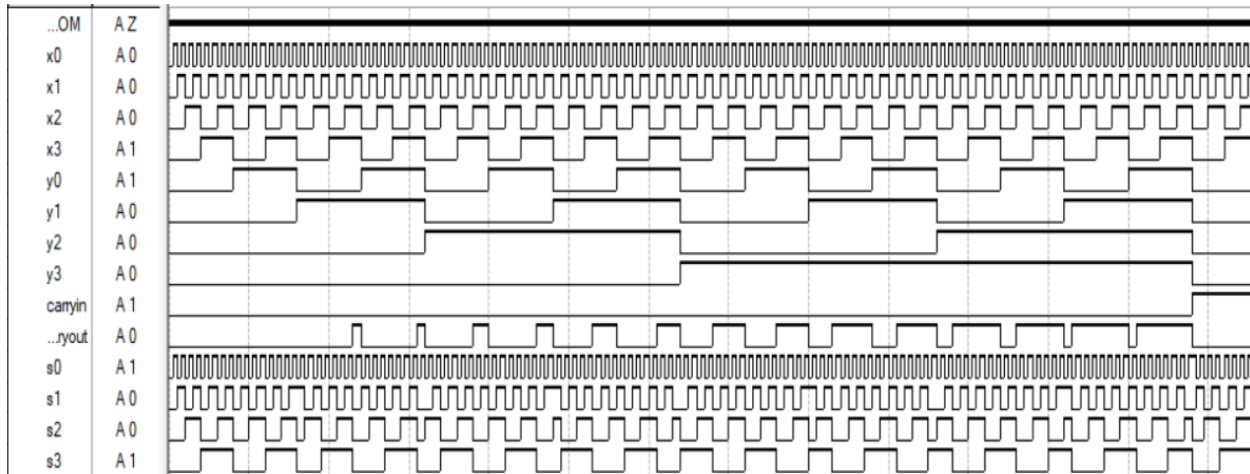 ...OM A Z
x0 A 0
x1 A 0
x2 A 0
x3 A 1
y0 A 1
y1 A 0
y2 A 0
y3 A 0
carryin A 1
...ryout A 0
s0 A 1
s1 A 0
s2 A 0
s3 A 1